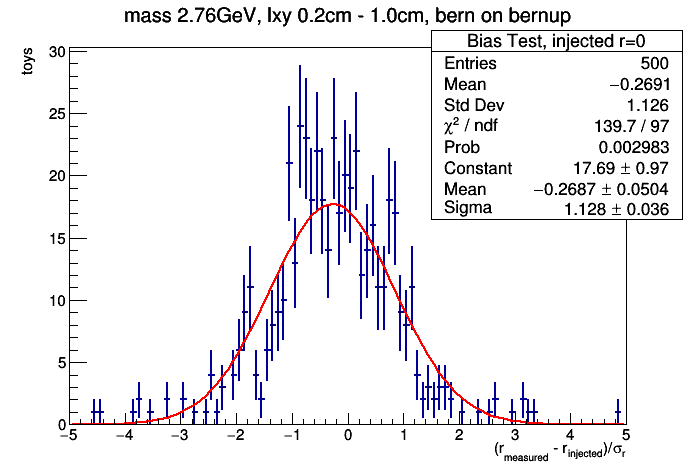 mass 2.76GeV, lxy 0.2cm - 1.0cm, bern on bernup
Bias Test, injected r=0
Entries 500
Mean −0.2691
Std Dev 1.126
χ² / ndf 139.7 / 97
Prob 0.002983
Constant 17.69 ± 0.97
Mean −0.2687 ± 0.0504
Sigma 1.128 ± 0.036
toys
30
25
20
15
10
5
0
−5 −4 −3 −2 −1 0 1 2 3 4 5
(r_measured - r_injected)/σ_r